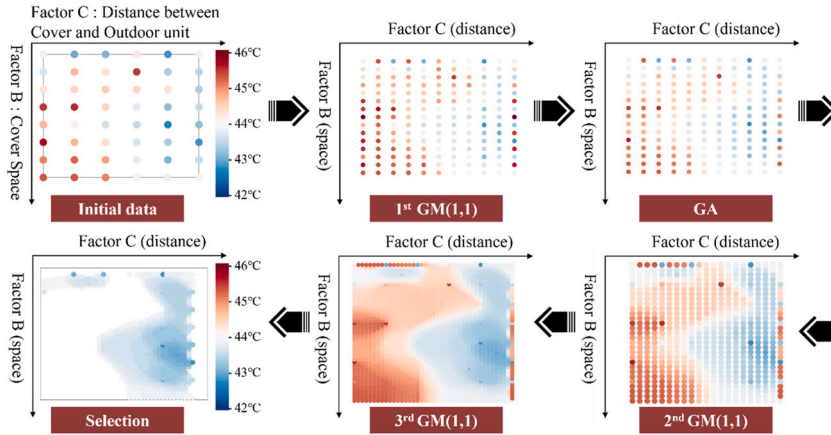 Factor C : Distance between
Cover and Outdoor unit
Factor B : Cover Space
46℃
45℃
44℃
43℃
42℃
Initial data
Factor C (distance)
Factor B (space)
1st GM(1,1)
Factor C (distance)
Factor B (space)
GA
Factor C (distance)
Factor B (space)
46℃
45℃
44℃
43℃
42℃
Selection
Factor C (distance)
Factor B (space)
3rd GM(1,1)
Factor C (distance)
Factor B (space)
2nd GM(1,1)